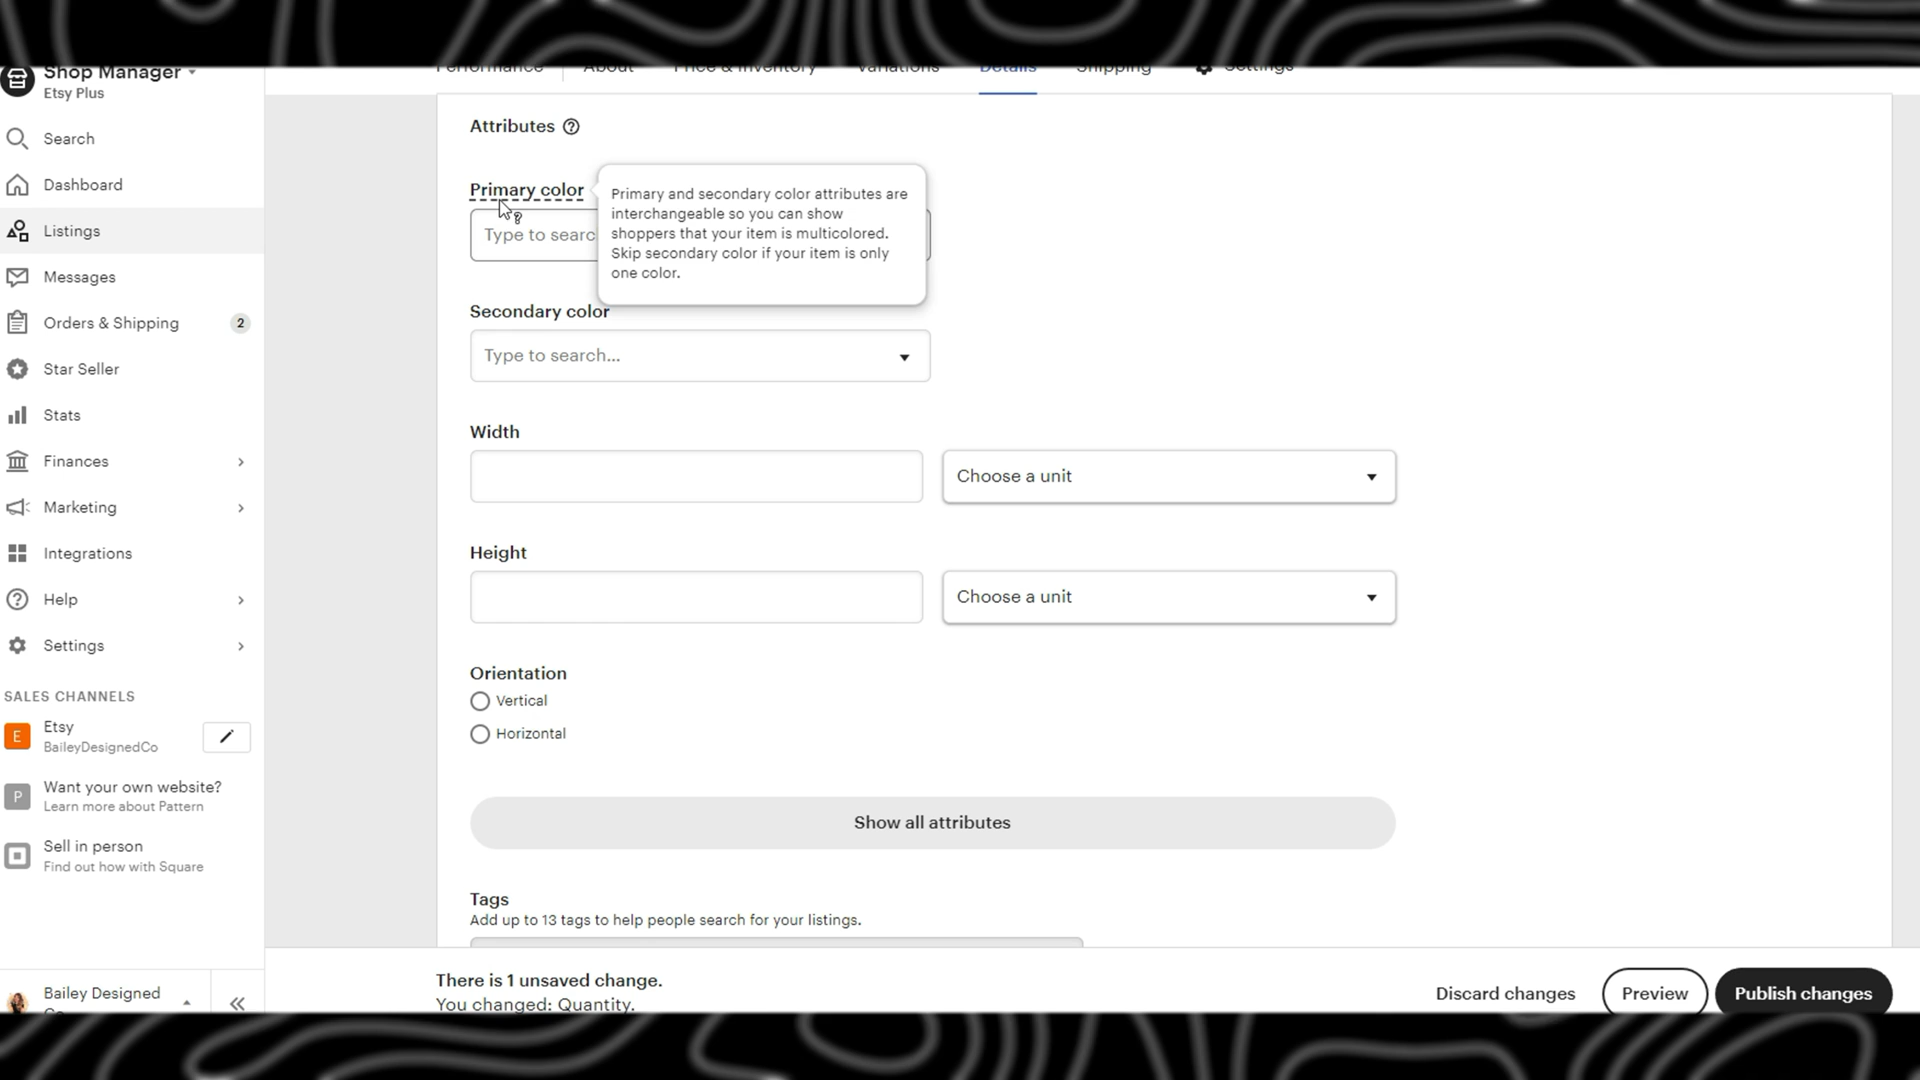 Shop Manager
Etsy Plus
Search
Dashboard
Listings
Messages
Orders & Shipping 2
Star Seller
Stats
Finances
Marketing
Integrations
Help
Settings
SALES CHANNELS
E
Etsy
BaileyDesignedCo
P
Want your own website?
Learn more about Pattern
Sell in person
Find out how with Square
Bailey Designed
Performance About Price & Inventory Variations Details Shipping Settings
Attributes ?
Primary color
Type to searc
Primary and secondary color attributes are
interchangeable so you can show
shoppers that your item is multicolored.
Skip secondary color if your item is only
one color.
Secondary color
Type to search...
Width
Choose a unit
Height
Choose a unit
Orientation
Vertical
Horizontal
Show all attributes
Tags
Add up to 13 tags to help people search for your listings.
There is 1 unsaved change.
You changed: Quantity.
Discard changes
Preview
Publish changes